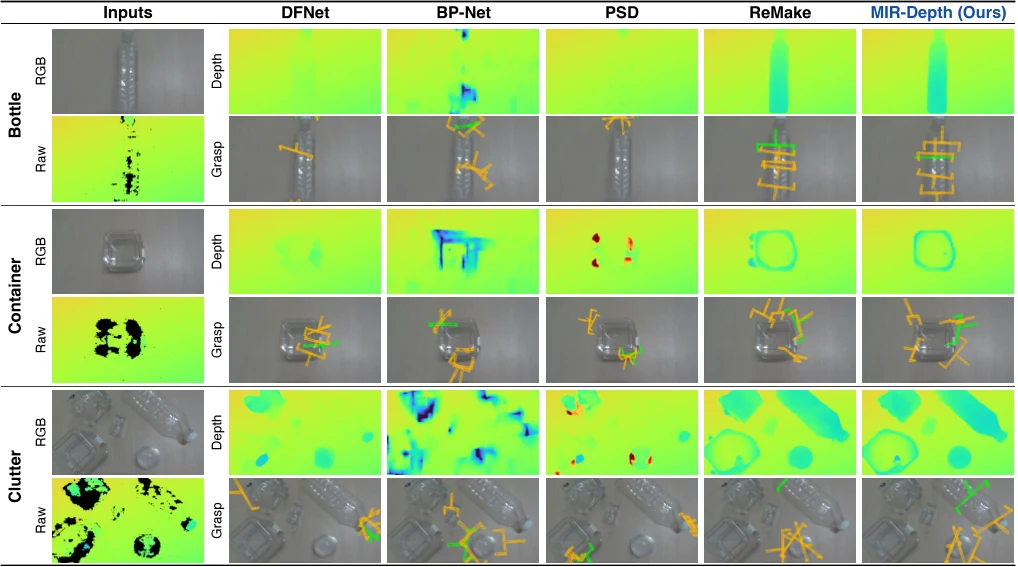 Inputs DFNet BP-Net PSD ReMake MIR-Depth (Ours)
Bottle
RGB
Depth
Raw
Grasp
Container
RGB
Depth
Raw
Grasp
Clutter
RGB
Depth
Raw
Grasp